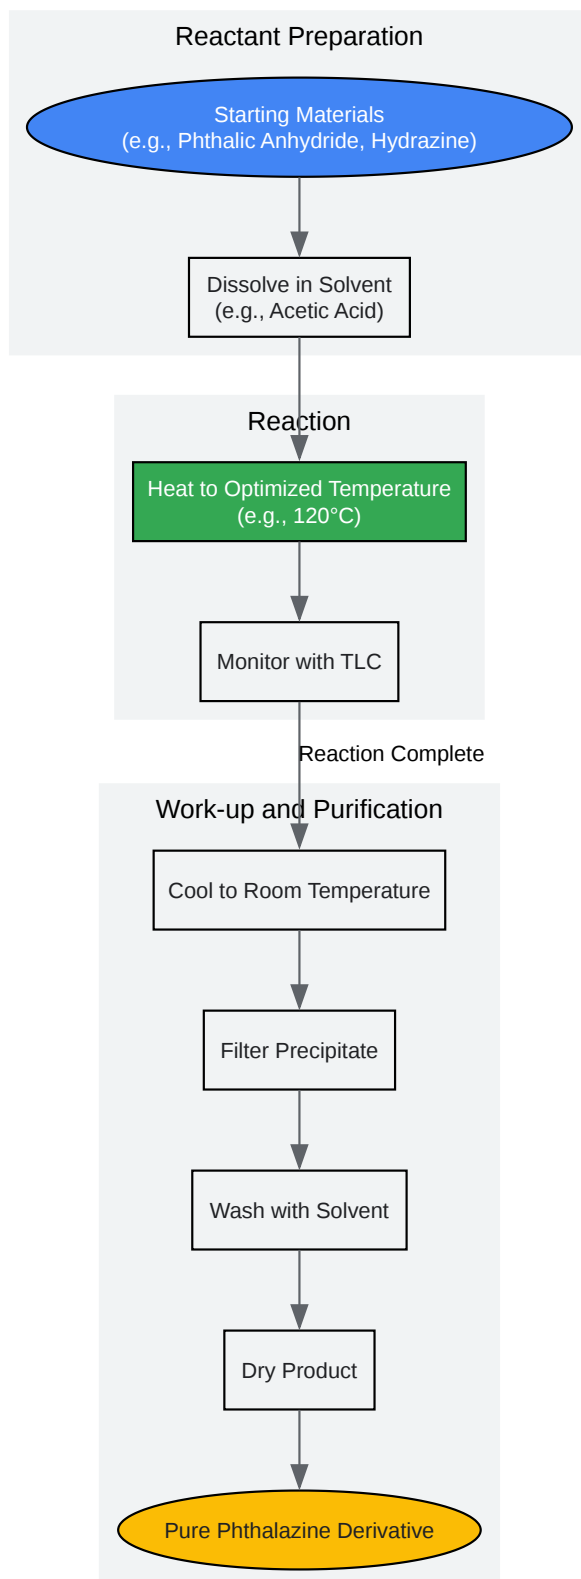 Reactant Preparation
Starting Materials
(e.g., Phthalic Anhydride, Hydrazine)
Dissolve in Solvent
(e.g., Acetic Acid)
Reaction
Heat to Optimized Temperature
(e.g., 120°C)
Monitor with TLC
Reaction Complete
Work-up and Purification
Cool to Room Temperature
Filter Precipitate
Wash with Solvent
Dry Product
Pure Phthalazine Derivative